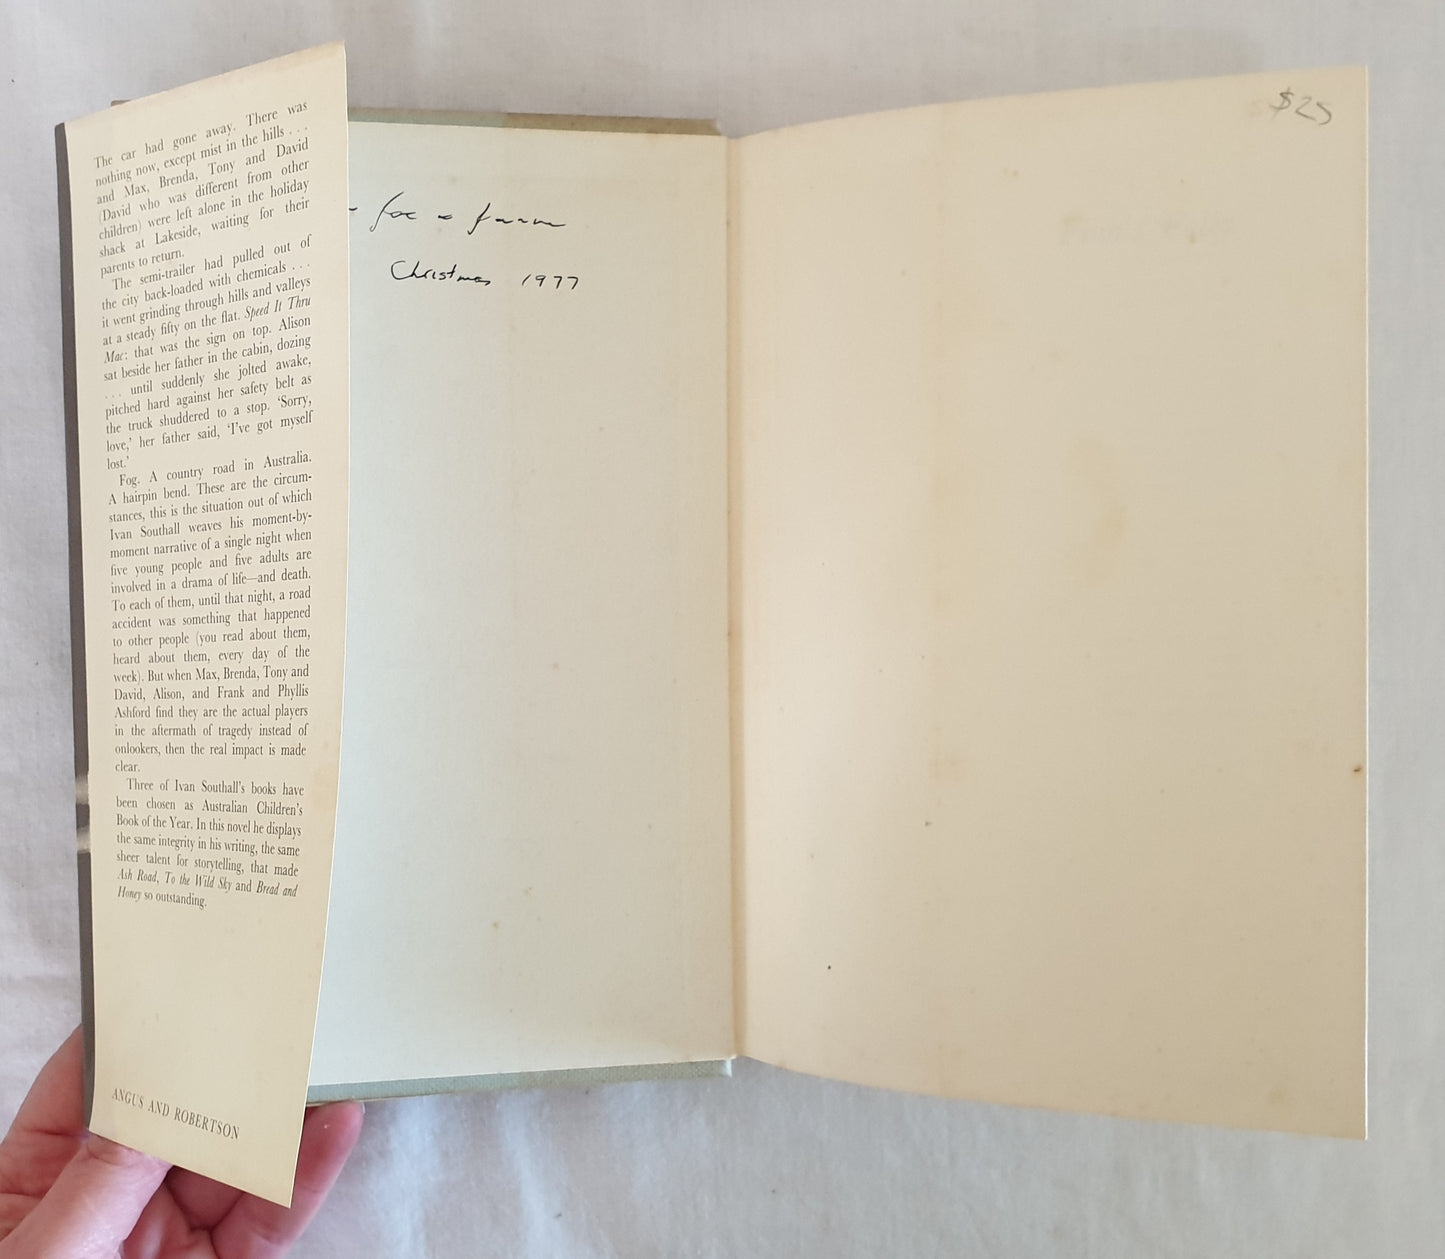 The car had gone away. There was
nothing now, except mist in the hills . . .
and Max, Brenda, Tony and David
(David who was different from other
children) were left alone in the holiday
shack at Lakeside, waiting for their
parents to return.
The semi-trailer had pulled out of
the city back-loaded with chemicals . . .
it went grinding through hills and valleys
at a steady fifty on the flat. Speed It Thru
Mac: that was the sign on top. Alison
sat beside her father in the cabin, dozing
. . . until suddenly she jolted awake,
pitched hard against her safety belt as
the truck shuddered to a stop. ‘Sorry,
love,’ her father said, ‘I’ve got myself
lost.’
Fog. A country road in Australia.
A hairpin bend. These are the circum-
stances, this is the situation out of which
Ivan Southall weaves his moment-by-
moment narrative of a single night when
five young people and five adults are
involved in a drama of life—and death.
To each of them, until that night, a road
accident was something that happened
to other people (you read about them,
heard about them, every day of the
week). But when Max, Brenda, Tony and
David, Alison, and Frank and Phyllis
Ashford find they are the actual players
in the aftermath of tragedy instead of
onlookers, then the real impact is made
clear.
Three of Ivan Southall’s books have
been chosen as Australian Children’s
Book of the Year. In this novel he displays
the same integrity in his writing, the same
sheer talent for storytelling, that made
Ash Road, To the Wild Sky and Bread and
Honey so outstanding.
ANGUS AND ROBERTSON
Christmas 1977
$25